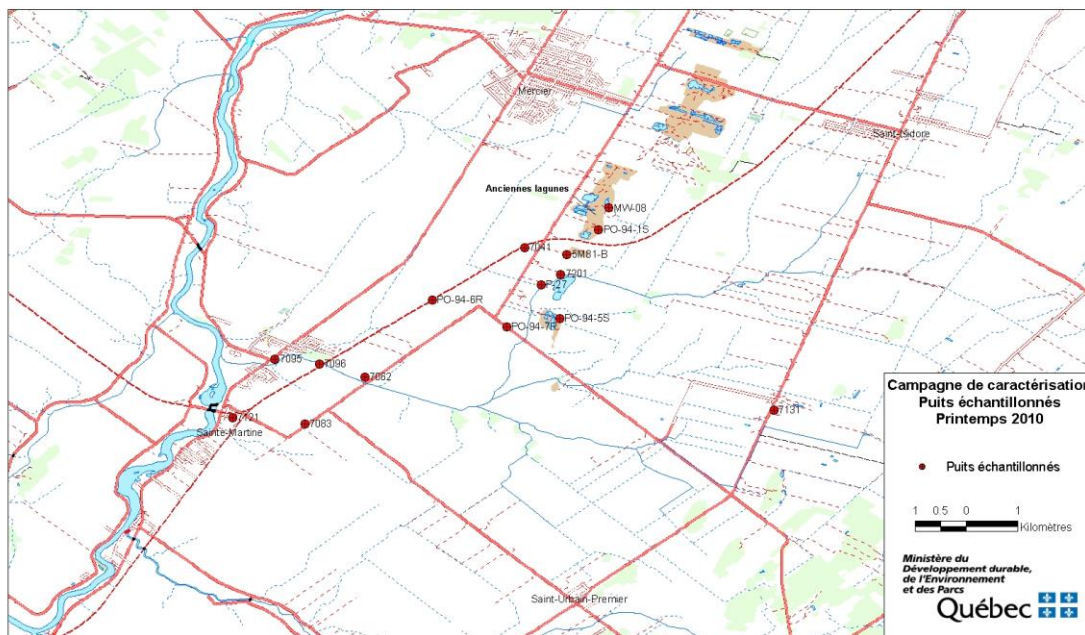 Mercier
Saint-Isidore
Anciennes lagunes
MW-08
PO-94-1S
7041
5M81-B
7201
P-27
PO-94-6R
PO-94-5S
PO-94-7R
7095
7096
7062
7131
7121
Sainte-Martine
7083
Saint-Urbain-Premier
Campagne de caractérisation
Puits échantillonnés
Printemps 2010
Puits échantillonnés
1 0.5 0 1
Kilomètres
Ministère du
Développement durable,
de l'Environnement
et des Parcs
Québec